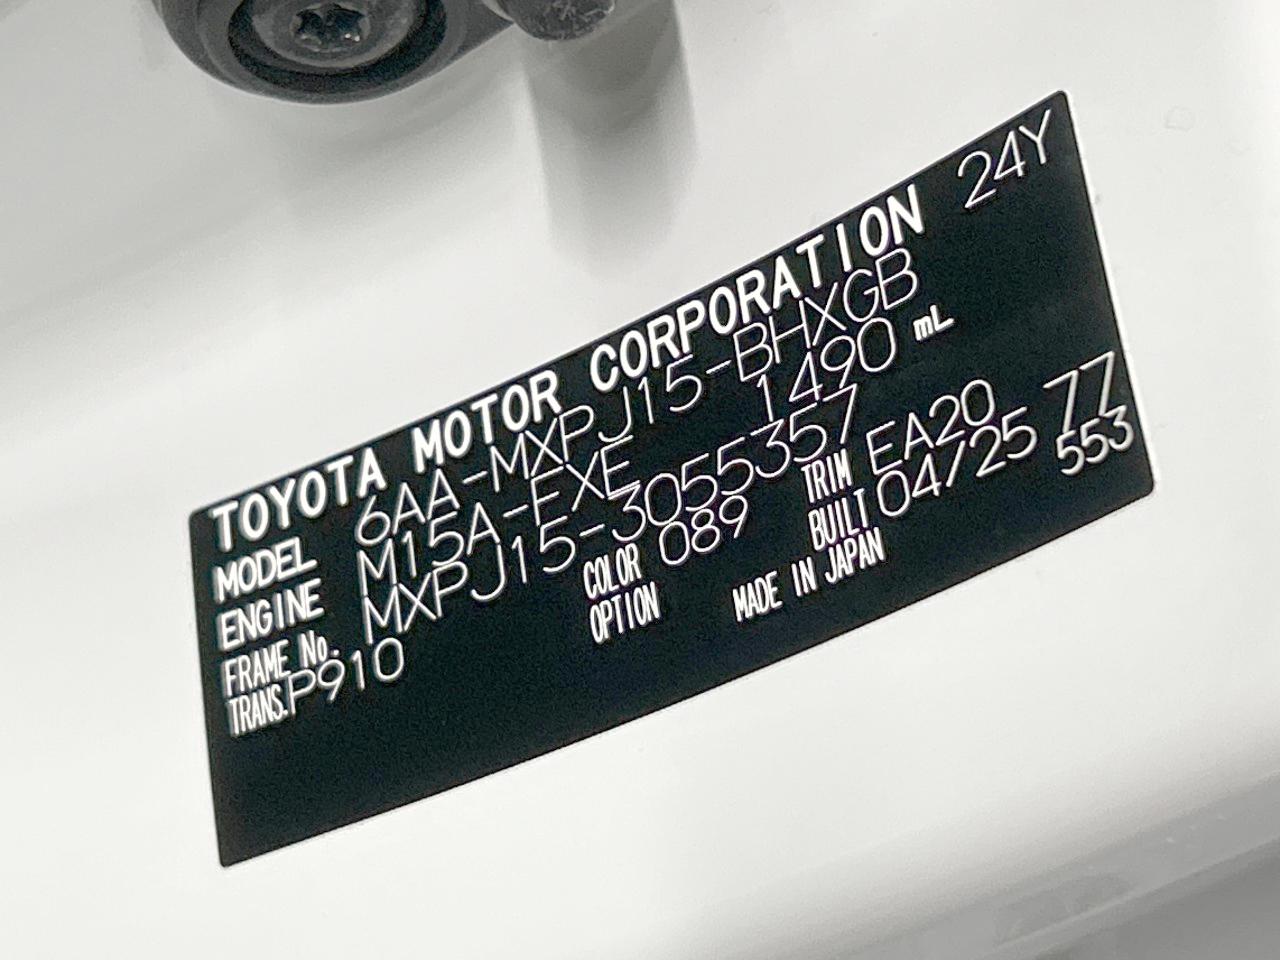 TOYOTA MOTOR CORPORATION 24Y
MODEL 6AA-MXPJ15-BHXGB
ENGINE M15A-FXE 1490 mL
FRAME No. MXPJ15-3055357
TRANS. P910 COLOR 089 TRIM EA20 77
OPTION BUILT 04/25 553
MADE IN JAPAN